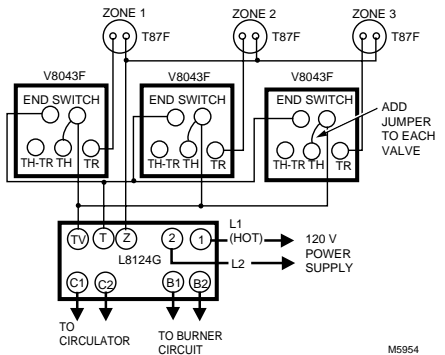 ZONE 1
ZONE 2
ZONE 3
T87F
T87F
T87F
V8043F
V8043F
V8043F
END SWITCH
TH-TR TH TR
END SWITCH
TH-TR TH TR
END SWITCH
TH-TR TH TR
ADD
JUMPER
TO EACH
VALVE
TV T Z 2 1
L8124G
C1 C2 B1 B2
L1
(HOT)
L2
120 V
POWER
SUPPLY
TO
CIRCULATOR
TO BURNER
CIRCUIT
M5954